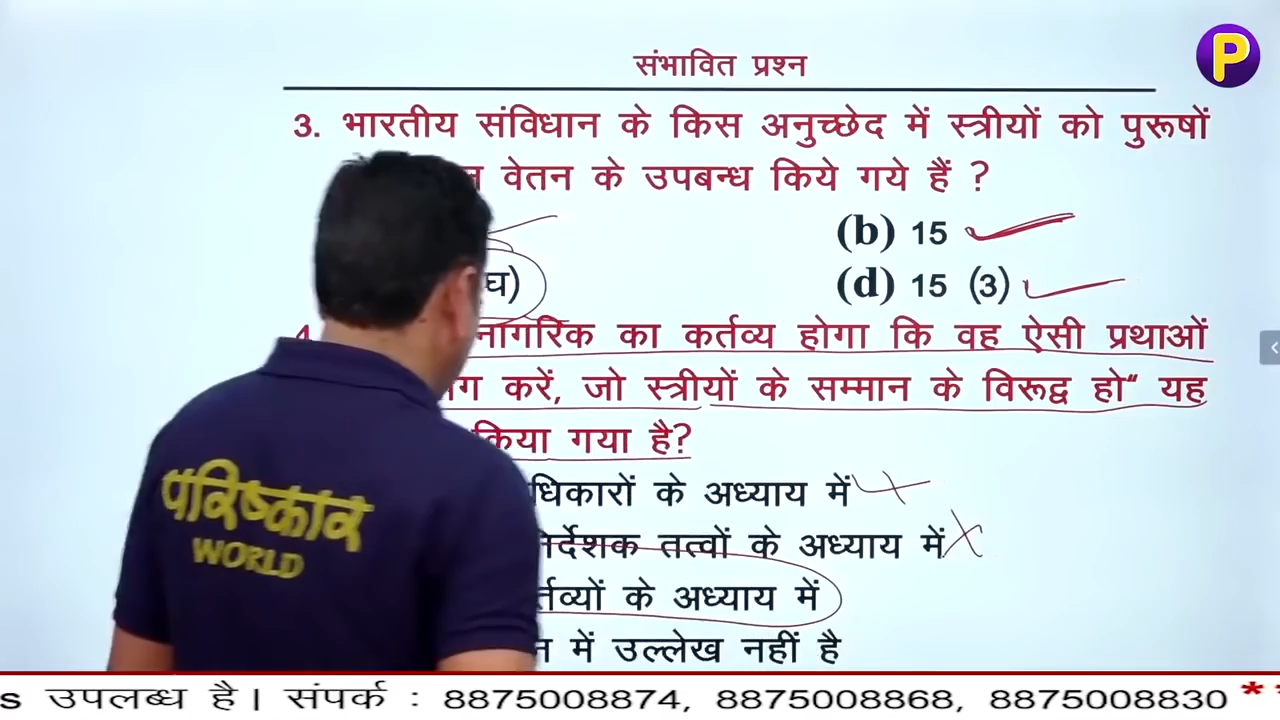 P
संभावित प्रश्न
3. भारतीय संविधान के किस अनुच्छेद में स्त्रीयों को पुरूषों
वेतन के उपबन्ध किये गये हैं ?
(b) 15
घ)
(d) 15 (3)
नागरिक का कर्तव्य होगा कि वह ऐसी प्रथाओं
करें, जो स्त्रीयों के सम्मान के विरूद्व हो“ यह
किया गया है?
धिकारों के अध्याय में
निर्देशक तत्वों के अध्याय में
र्तव्यों के अध्याय में
में उल्लेख नहीं है
परिष्कार
WORLD
s उपलब्ध है। संपर्क : 8875008874, 8875008868, 8875008830 *